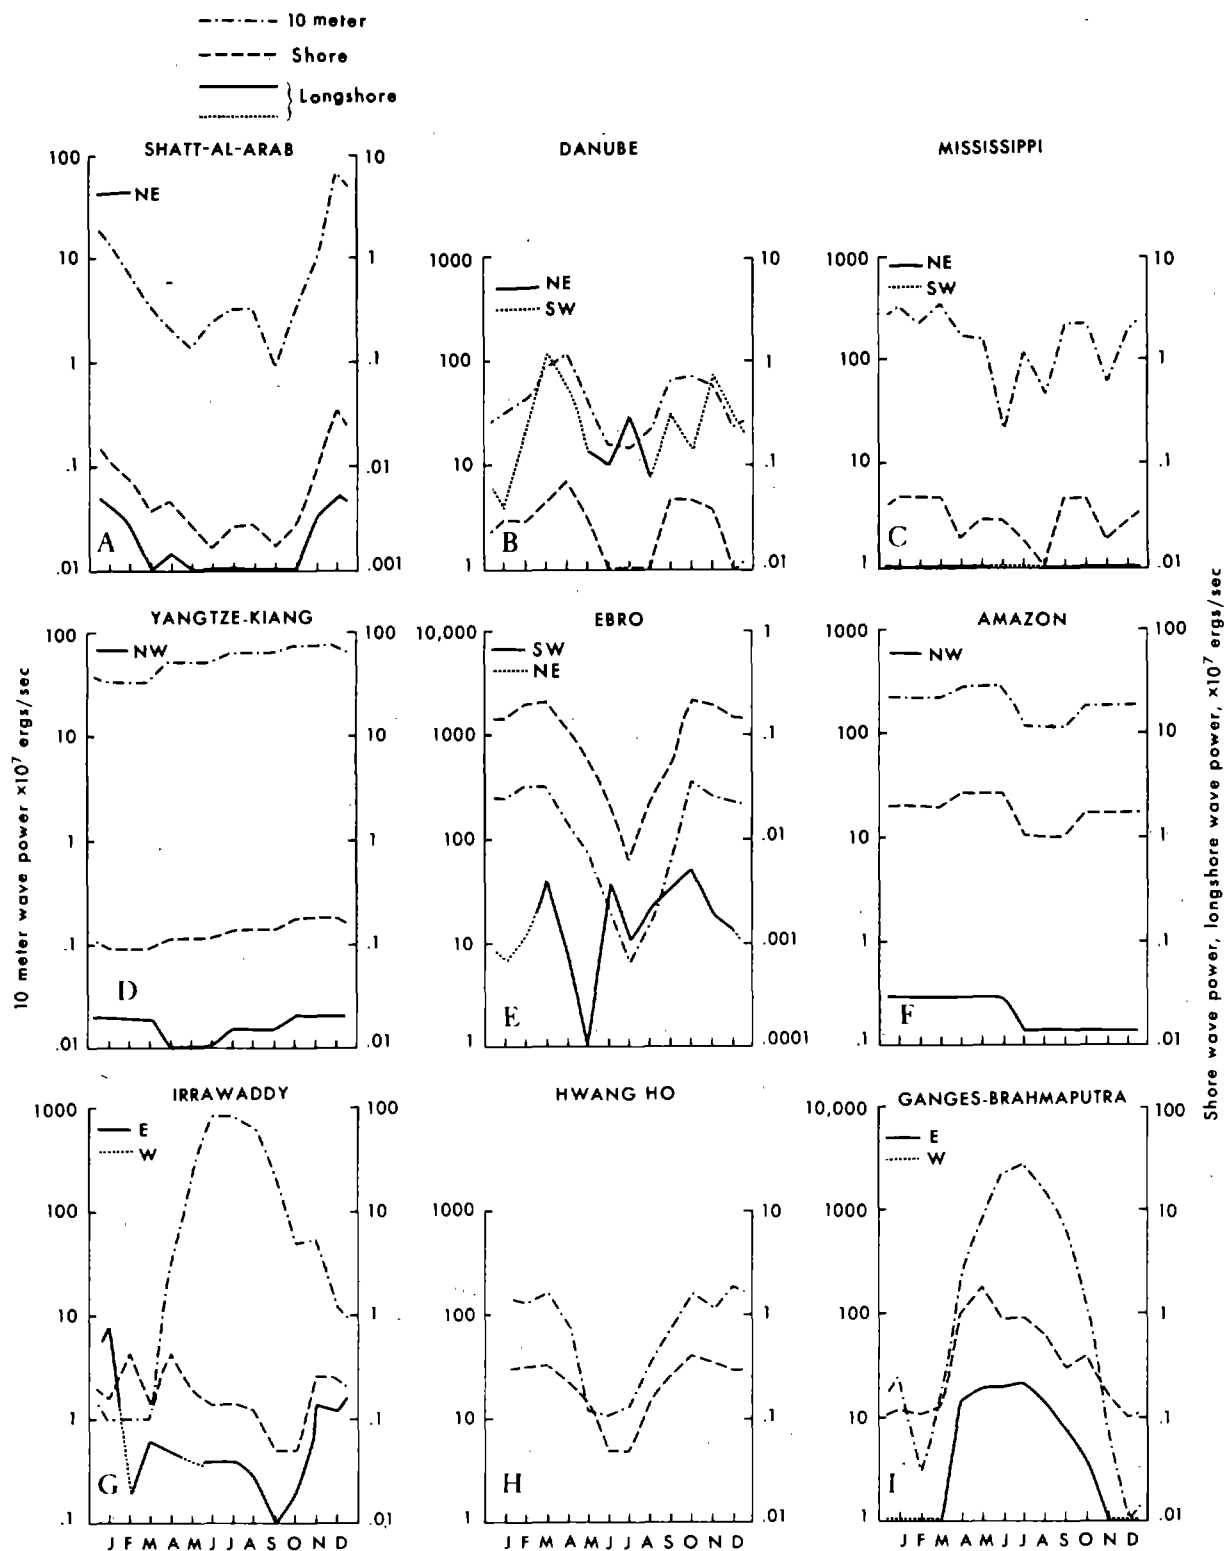 10 meter
Shore
Longshore
SHATT-AL-ARAB
100
10
1
.1
.01
10
1
.1
.01
.001
NE
A
DANUBE
1000
100
10
1
10
1
.1
.01
NE
SW
B
MISSISSIPPI
1000
100
10
1
10
1
.1
.01
NE
SW
C
YANGTZE-KIANG
100
10
1
.1
.01
100
10
1
.1
.01
NW
D
EBRO
10,000
1000
100
10
1
1
.1
.01
.001
.0001
SW
NE
E
AMAZON
1000
100
10
1
.1
100
10
1
.1
.01
NW
F
IRRAWADDY
1000
100
10
1
.1
100
10
1
.1
.01
E
W
G
J F M A M J J A S O N D
HWANG HO
1000
100
10
1
10
1
.1
.01
H
J F M A M J J A S O N D
GANGES-BRAHMAPUTRA
10,000
1000
100
10
1
100
10
1
.1
.01
E
W
I
J F M A M J J A S O N D
10 meter wave power ×10⁷ ergs/sec
Shore wave power, longshore wave power, ×10⁷ ergs/sec